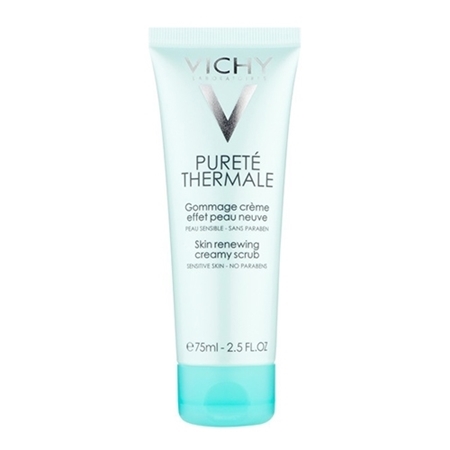 VICHY
LABORATOIRES
V
PURETÉ
THERMALE
Gommage crème
effet peau neuve
PEAU SENSIBLE - SANS PARABEN
Skin renewing
creamy scrub
SENSITIVE SKIN - NO PARABENS
℮75ml - 2.5 FL.OZ